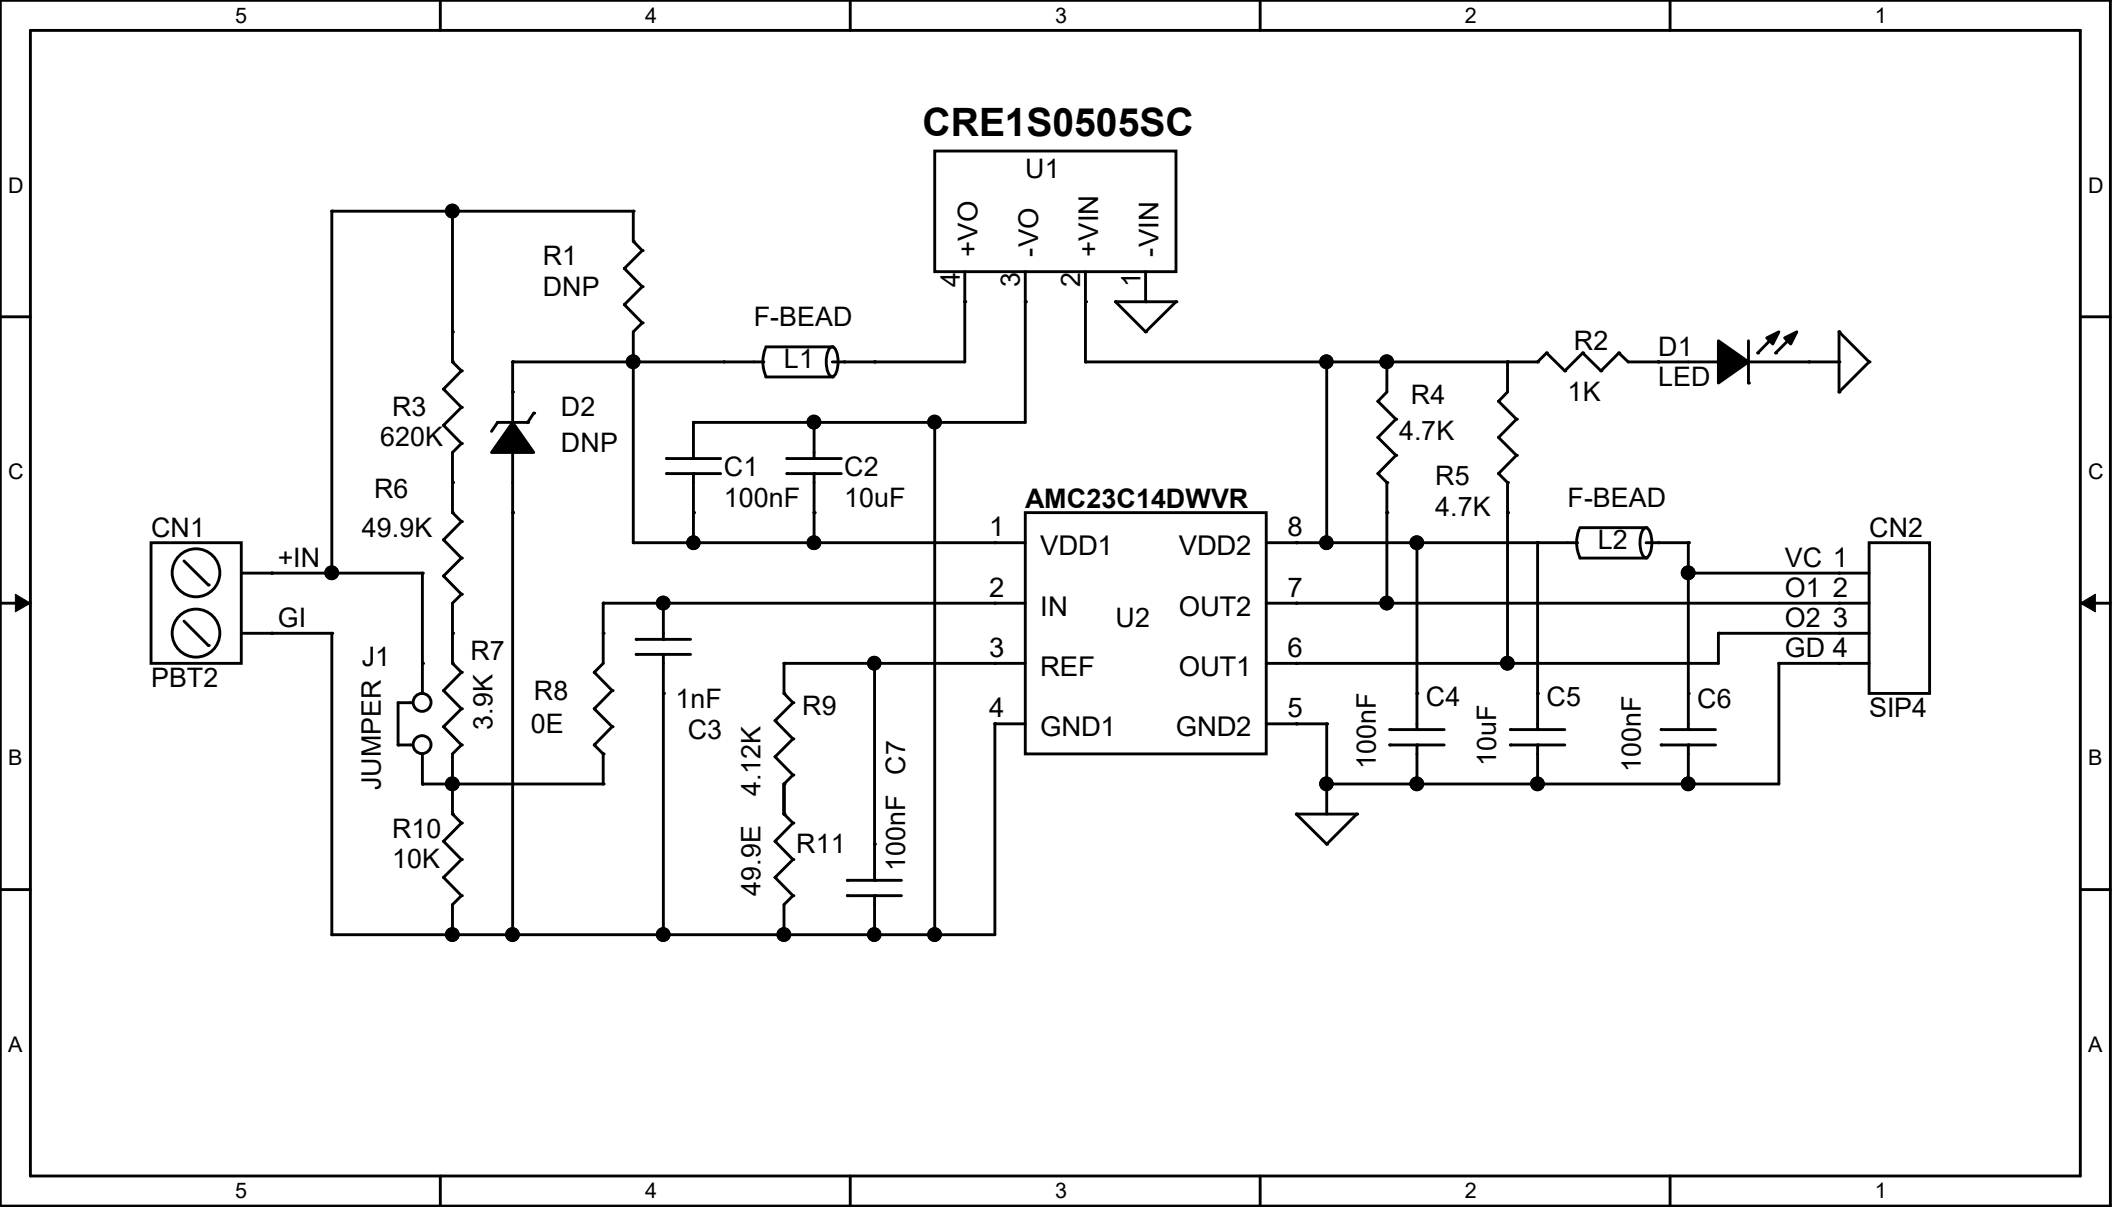 5 4 3 2 1
CRE1S0505SC
U1
+VO -VO +VIN -VIN
4 3 2 1
D D
R1
DNP
F-BEAD
L1
R2
1K
D1
LED
R3
620K
D2
DNP
R4
4.7K
C1
100nF
C2
10uF
C C
R5
4.7K
R6
49.9K
F-BEAD
L2
AMC23C14DWVR
U2
1 VDD1 VDD2 8
2 IN OUT2 7
3 REF OUT1 6
4 GND1 GND2 5
CN1
+IN
GI
PBT2
CN2
VC 1
O1 2
O2 3
GD 4
SIP4
J1
JUMPER
R7
3.9K
R8
0E
1nF
C3
R9
4.12K
C7
100nF
C4
100nF
C5
10uF
C6
100nF
B B
R10
10K
R11
49.9E
A A
5 4 3 2 1